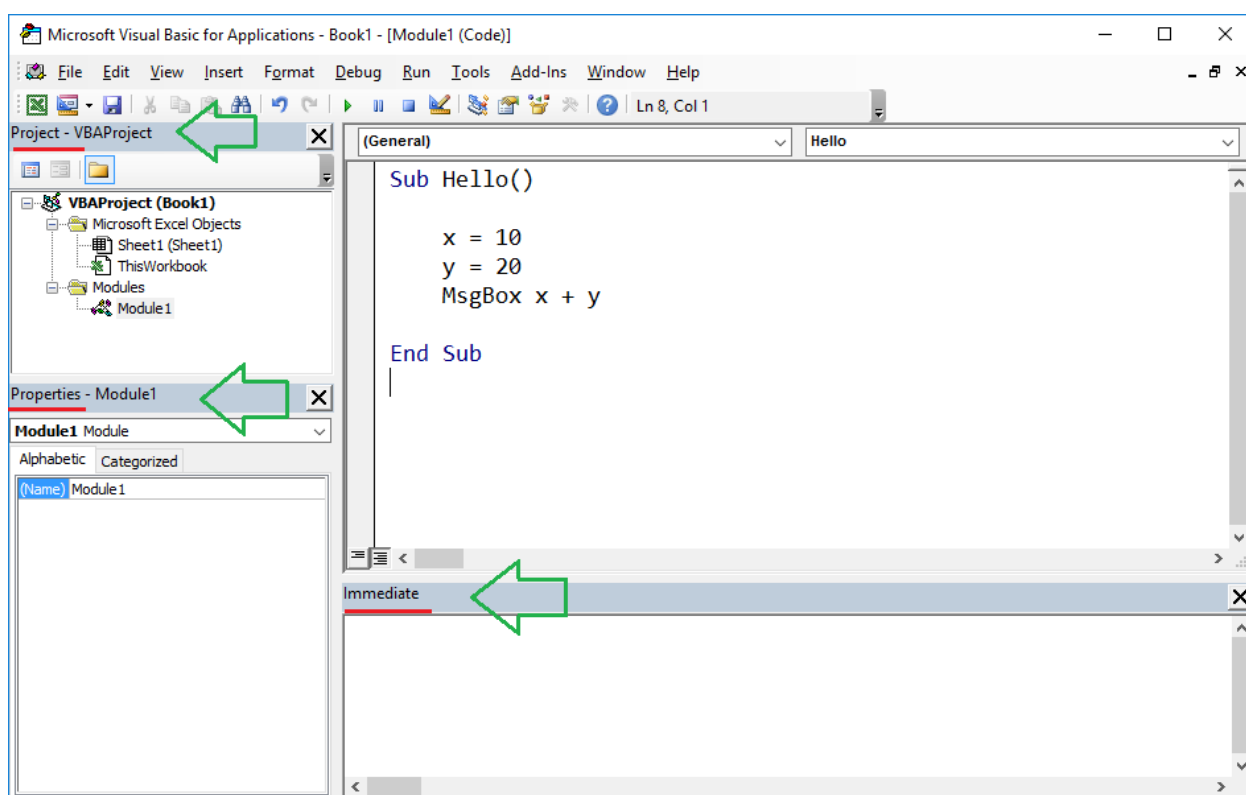 Microsoft Visual Basic for Applications - Book1 - [Module1 (Code)]
File Edit View Insert Format Debug Run Tools Add-Ins Window Help
Ln 8, Col 1
Project - VBAProject
VBAProject (Book1)
Microsoft Excel Objects
Sheet1 (Sheet1)
ThisWorkbook
Modules
Module1
Properties - Module1
Module1 Module
Alphabetic Categorized
(Name) Module1
(General) Hello
Sub Hello()
x = 10
y = 20
MsgBox x + y
End Sub
Immediate